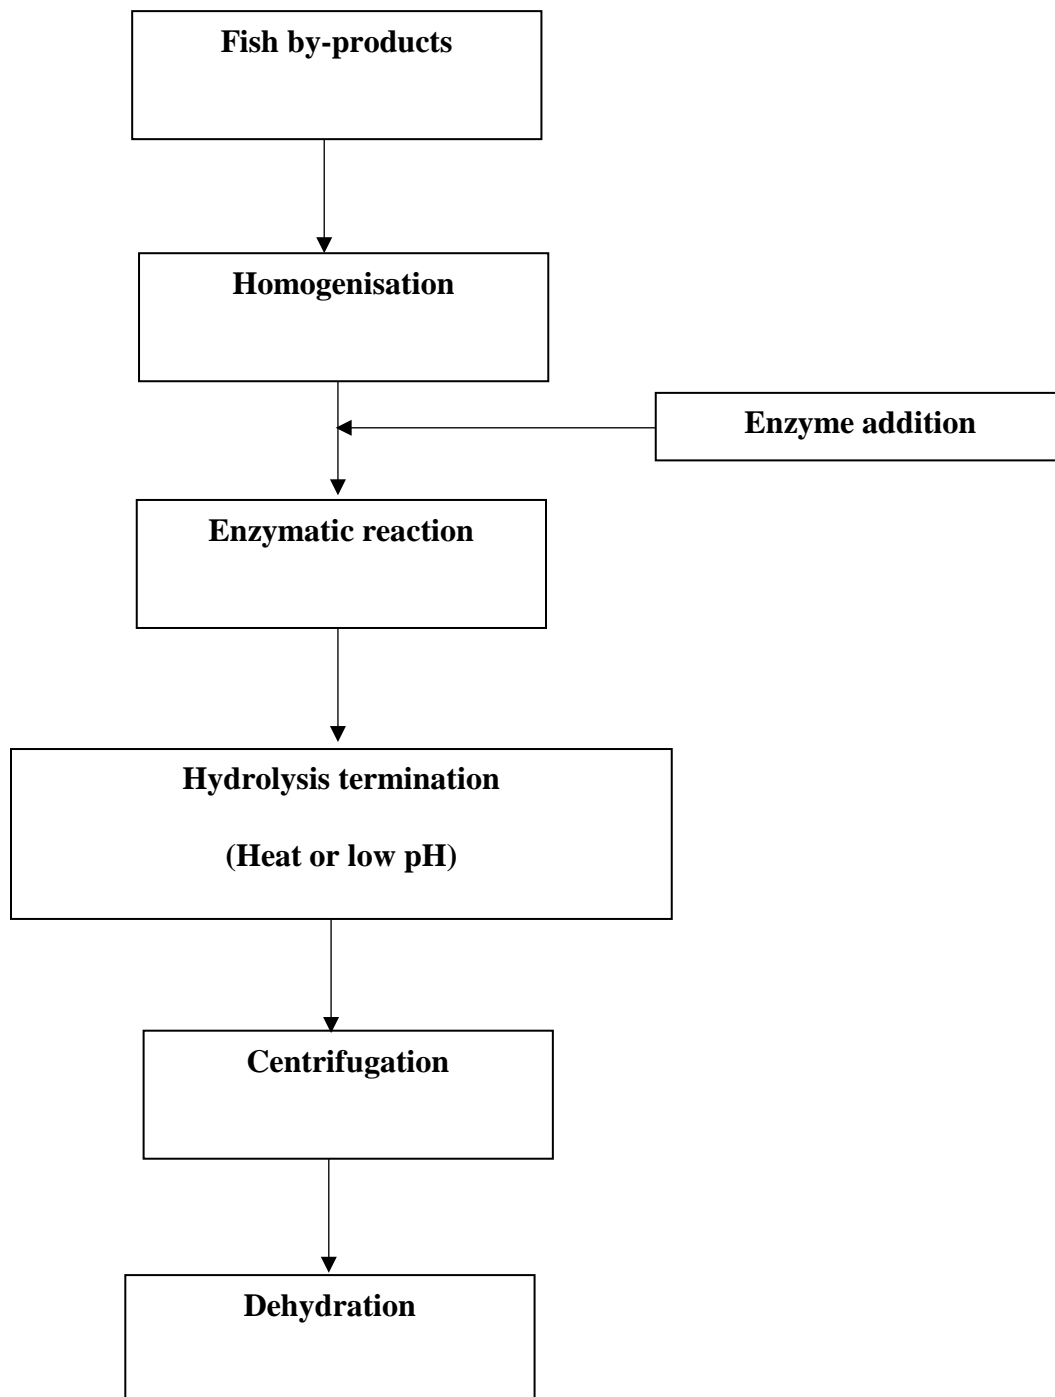 Fish by-products
Homogenisation
Enzyme addition
Enzymatic reaction
Hydrolysis termination
(Heat or low pH)
Centrifugation
Dehydration